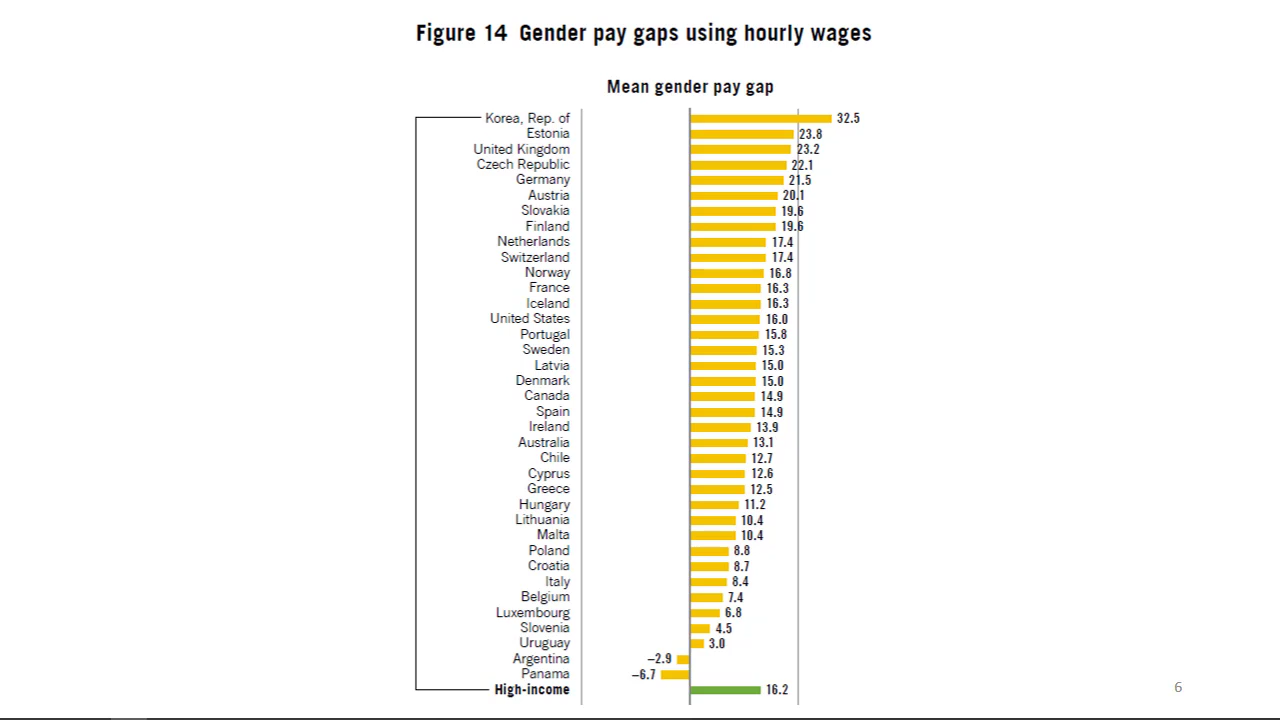 Figure 14 Gender pay gaps using hourly wages
Mean gender pay gap
Korea, Rep. of 32.5
Estonia 23.8
United Kingdom 23.2
Czech Republic 22.1
Germany 21.5
Austria 20.1
Slovakia 19.6
Finland 19.6
Netherlands 17.4
Switzerland 17.4
Norway 16.8
France 16.3
Iceland 16.3
United States 16.0
Portugal 15.8
Sweden 15.3
Latvia 15.0
Denmark 15.0
Canada 14.9
Spain 14.9
Ireland 13.9
Australia 13.1
Chile 12.7
Cyprus 12.6
Greece 12.5
Hungary 11.2
Lithuania 10.4
Malta 10.4
Poland 8.8
Croatia 8.7
Italy 8.4
Belgium 7.4
Luxembourg 6.8
Slovenia 4.5
Uruguay 3.0
Argentina –2.9
Panama –6.7
High-income 16.2
6